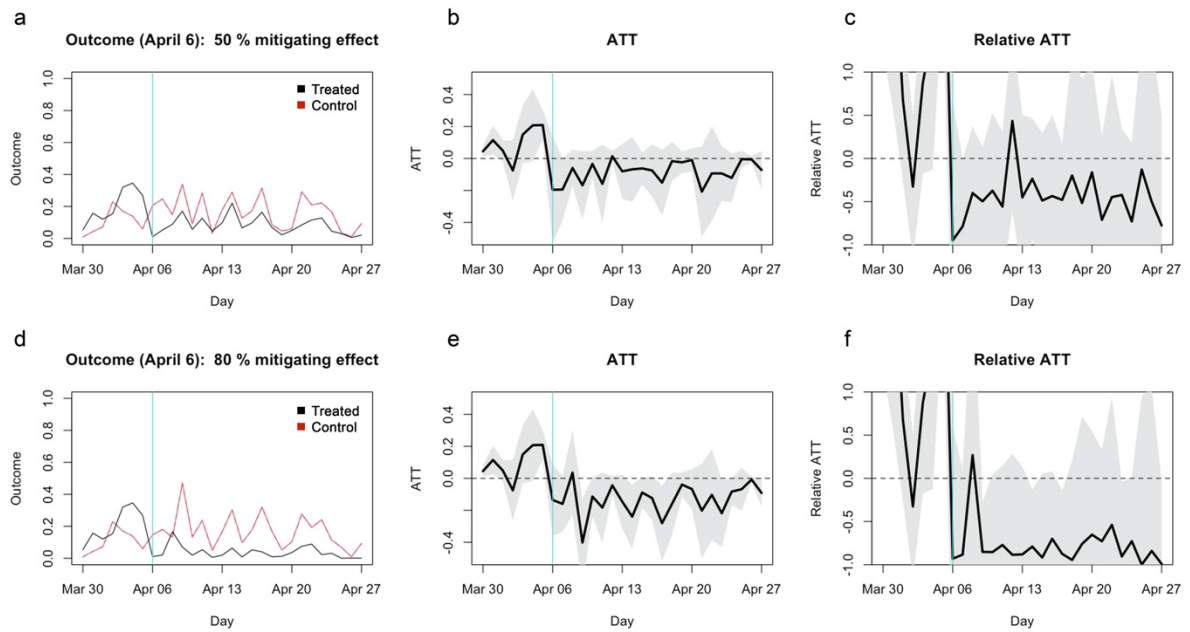 a
Outcome (April 6): 50 % mitigating effect
Outcome
1.0
0.8
0.6
0.4
0.2
0.0
Treated
Control
Mar 30 Apr 06 Apr 13 Apr 20 Apr 27
Day
b
ATT
ATT
0.4
0.2
0.0
-0.4
Mar 30 Apr 06 Apr 13 Apr 20 Apr 27
Day
c
Relative ATT
Relative ATT
1.0
0.5
0.0
-0.5
-1.0
Mar 30 Apr 06 Apr 13 Apr 20 Apr 27
Day
d
Outcome (April 6): 80 % mitigating effect
Outcome
1.0
0.8
0.6
0.4
0.2
0.0
Treated
Control
Mar 30 Apr 06 Apr 13 Apr 20 Apr 27
Day
e
ATT
ATT
0.4
0.2
0.0
-0.4
Mar 30 Apr 06 Apr 13 Apr 20 Apr 27
Day
f
Relative ATT
Relative ATT
1.0
0.5
0.0
-0.5
-1.0
Mar 30 Apr 06 Apr 13 Apr 20 Apr 27
Day